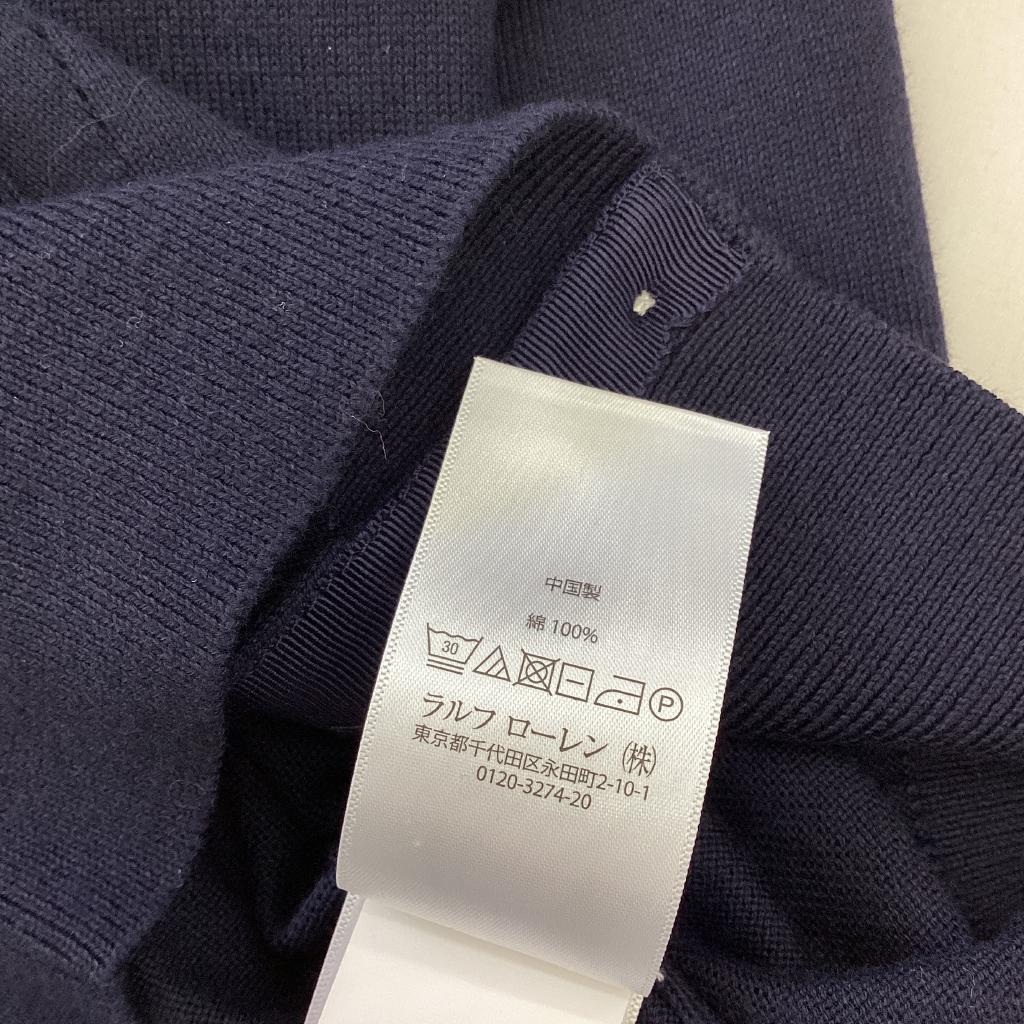 中国製
綿 100%
30
P
ラルフ ローレン (株)
東京都千代田区永田町2-10-1
0120-3274-20